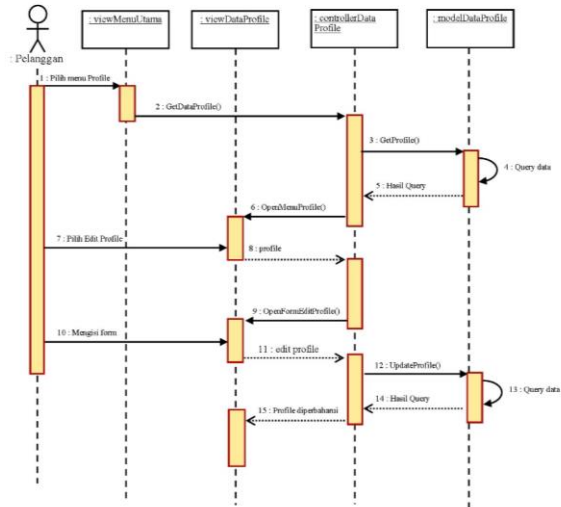 : viewMenuUtama
: viewDataProfile
: controllerData
Profile
: modelDataProfile
: Pelanggan
1 : Pilih menu Profile
2 : GetDataProfile()
3 : GetProfile()
4 : Query data
5 : Hasil Query
6 : OpenMenuProfile()
7 : Pilih Edit Profile
8 : profile
9 : OpenFormEditProfile()
10 : Mengisi form
11 : edit profile
12 : UpdateProfile()
13 : Query data
14 : Hasil Query
15 : Profile diperbaharui